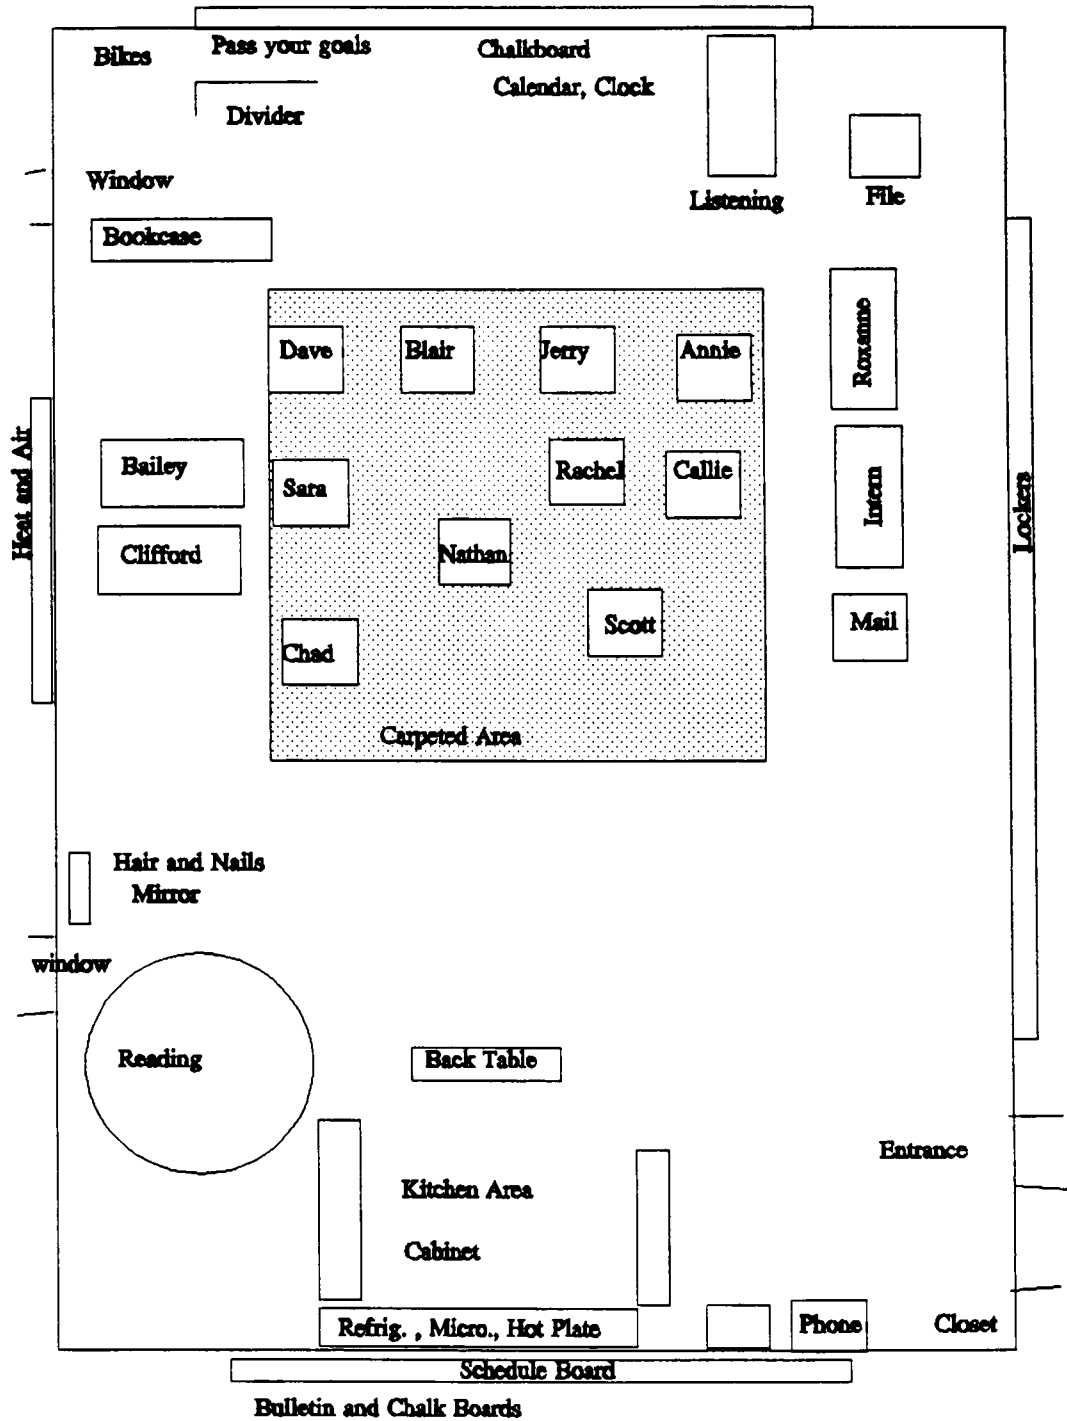 Bikes
Pass your goals
Chalkboard
Calendar, Clock
Divider
Window
Listening
File
Bookcase
Dave
Blair
Jerry
Annie
Roxanne
Heat and Air
Bailey
Sara
Rachel
Callie
Intern
Lockers
Clifford
Nathan
Scott
Mail
Chad
Carpeted Area
Hair and Nails
Mirror
window
Reading
Back Table
Entrance
Kitchen Area
Cabinet
Refrig. , Micro., Hot Plate
Phone
Closet
Schedule Board
Bulletin and Chalk Boards